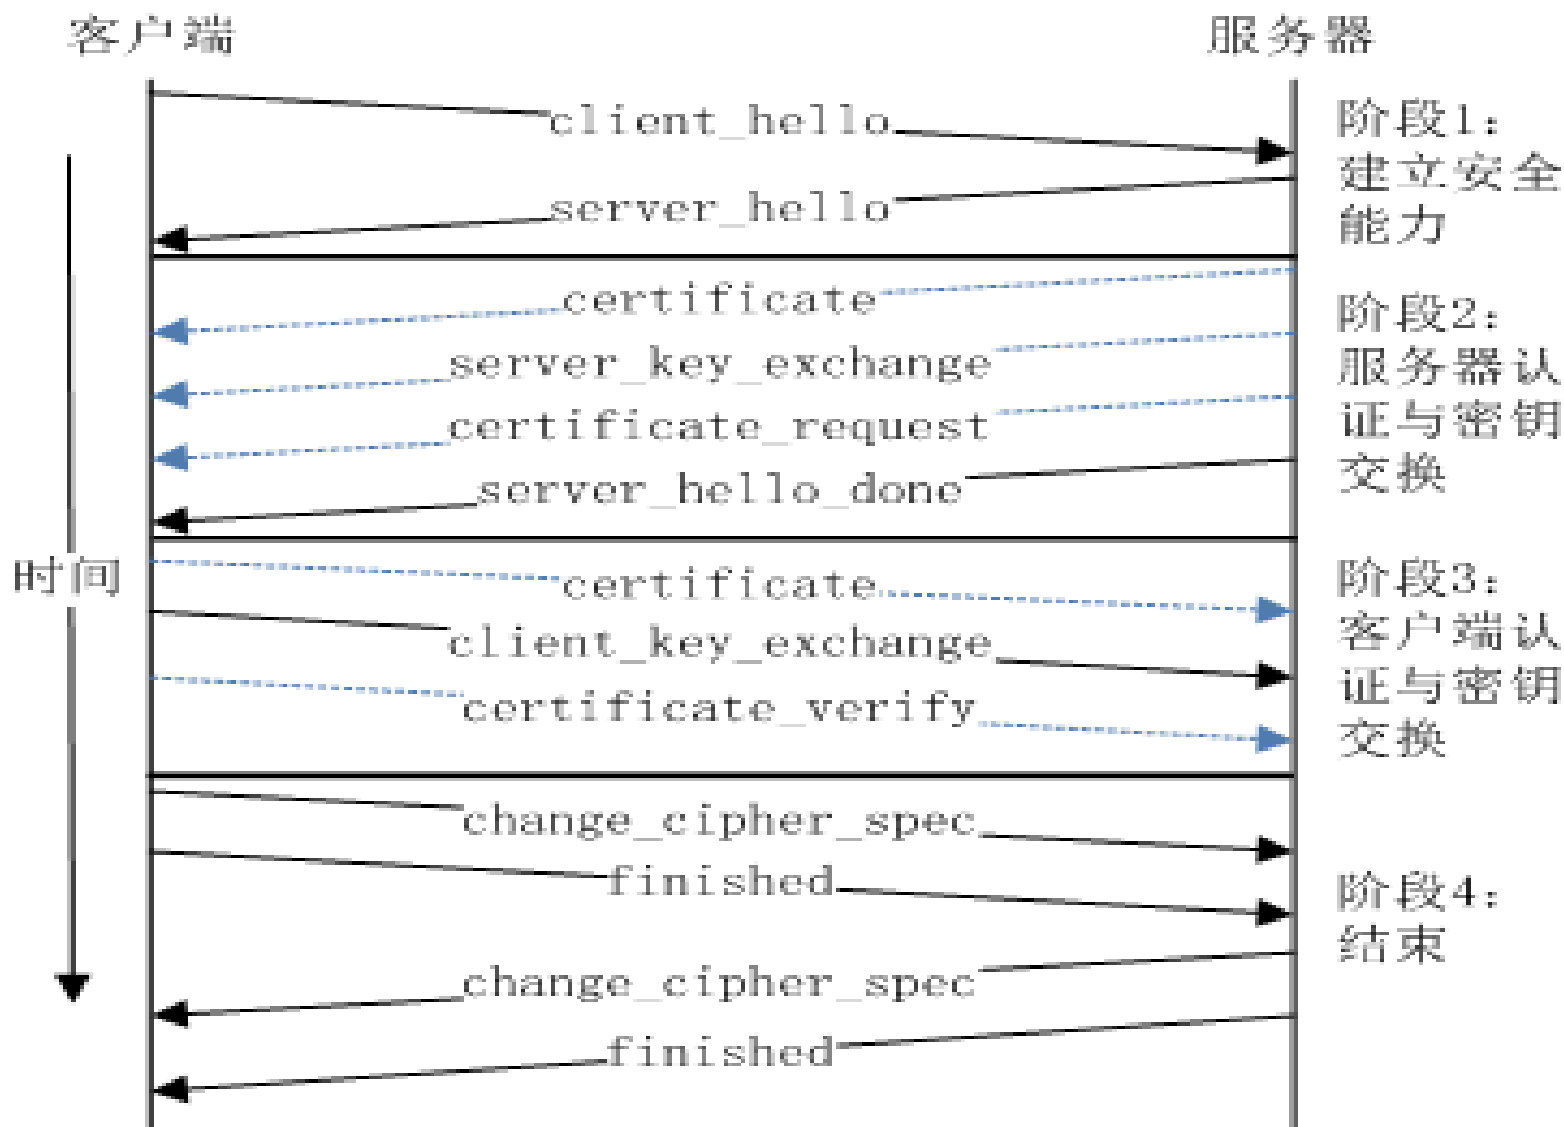 客户端
服务器
client_hello
server_hello
阶段1:
建立安全
能力
certificate
server_key_exchange
certificate_request
server_hello_done
阶段2:
服务器认
证与密钥
交换
时间
certificate
client_key_exchange
certificate_verify
阶段3:
客户端认
证与密钥
交换
change_cipher_spec
finished
change_cipher_spec
finished
阶段4:
结束